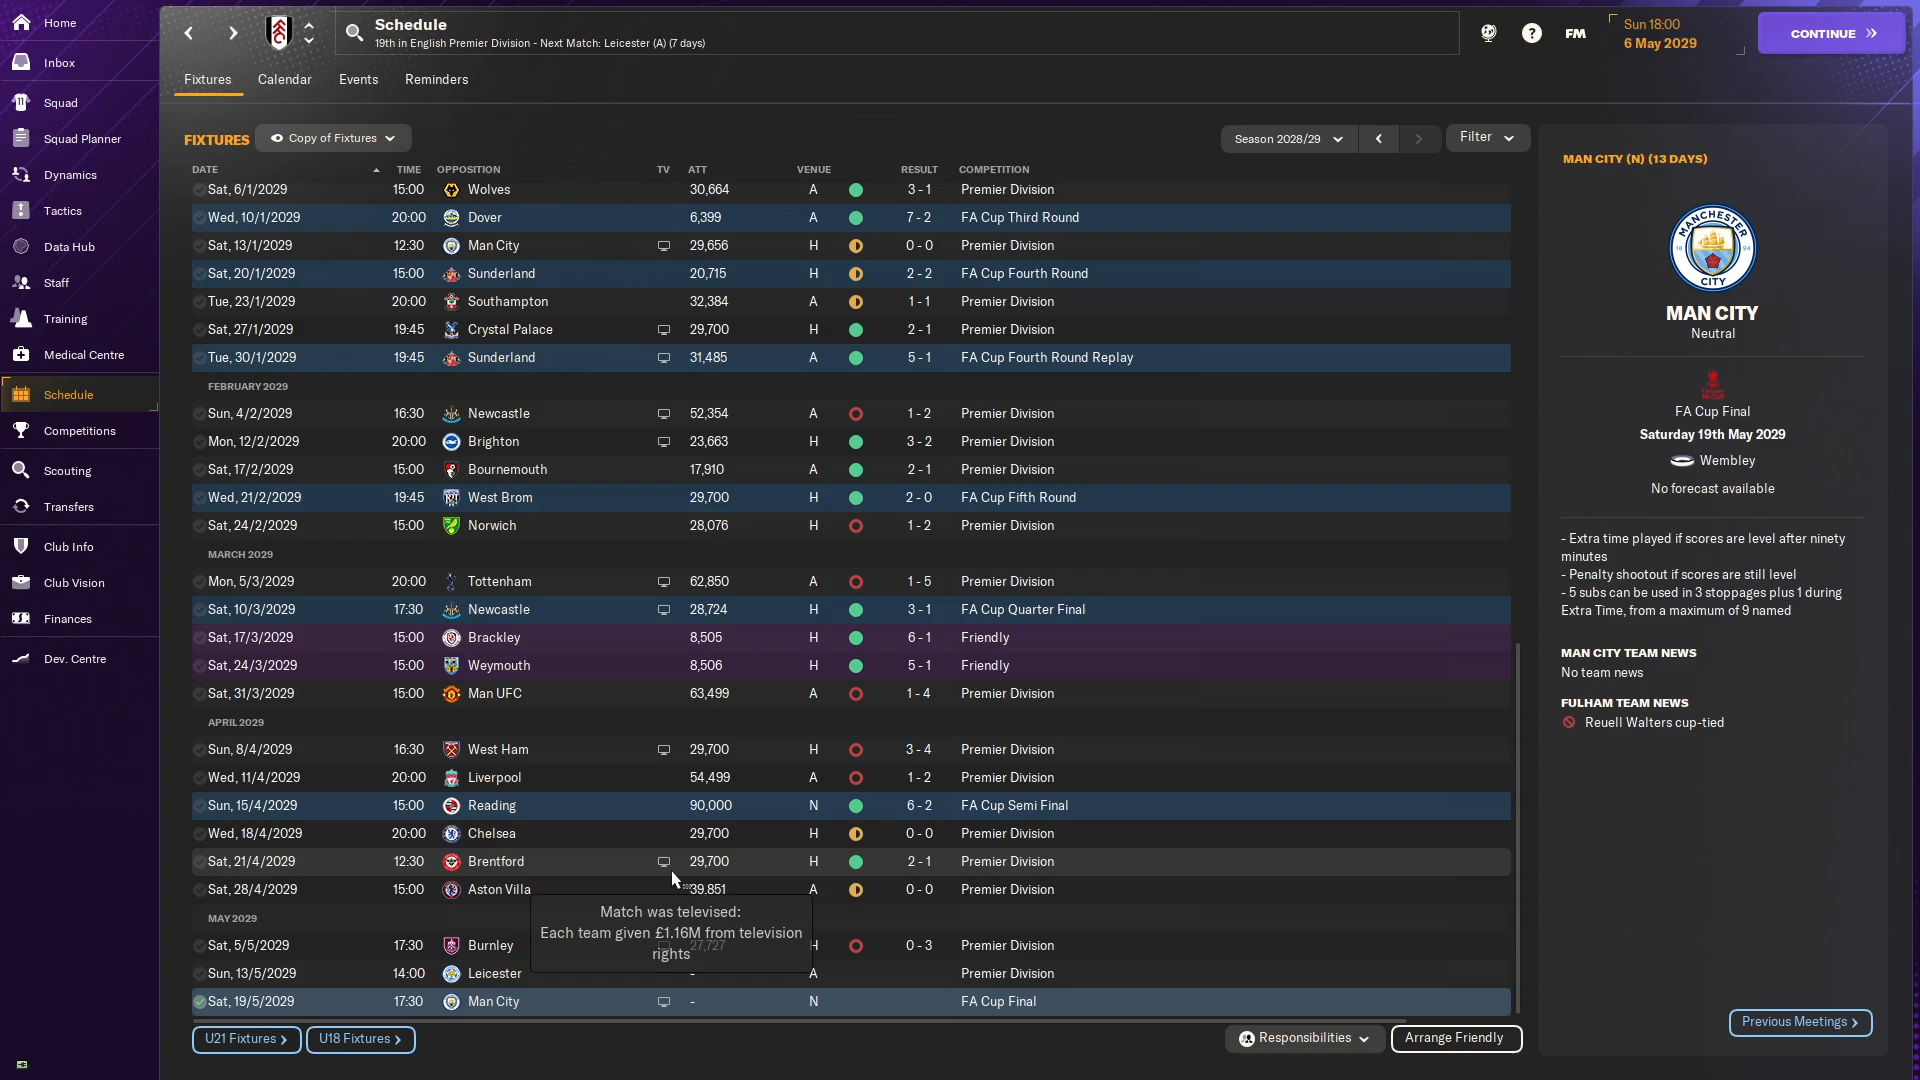 Home
Inbox
Squad
Squad Planner
Dynamics
Tactics
Data Hub
Staff
Training
Medical Centre
Schedule
Competitions
Scouting
Transfers
Club Info
Club Vision
Finances
Dev. Centre
Schedule
19th in English Premier Division - Next Match: Leicester (A) (7 days)
FM
Sun 18:00
6 May 2029
CONTINUE
Fixtures Calendar Events Reminders
FIXTURES Copy of Fixtures Season 2028/29 Filter
DATE TIME OPPOSITION TV ATT VENUE RESULT COMPETITION
Sat, 6/1/2029 15:00 Wolves 30,664 A 3 - 1 Premier Division
Wed, 10/1/2029 20:00 Dover 6,399 A 7 - 2 FA Cup Third Round
Sat, 13/1/2029 12:30 Man City 29,656 H 0 - 0 Premier Division
Sat, 20/1/2029 15:00 Sunderland 20,715 H 2 - 2 FA Cup Fourth Round
Tue, 23/1/2029 20:00 Southampton 32,384 A 1 - 1 Premier Division
Sat, 27/1/2029 19:45 Crystal Palace 29,700 H 2 - 1 Premier Division
Tue, 30/1/2029 19:45 Sunderland 31,485 A 5 - 1 FA Cup Fourth Round Replay
FEBRUARY 2029
Sun, 4/2/2029 16:30 Newcastle 52,354 A 1 - 2 Premier Division
Mon, 12/2/2029 20:00 Brighton 23,663 H 3 - 2 Premier Division
Sat, 17/2/2029 15:00 Bournemouth 17,910 A 2 - 1 Premier Division
Wed, 21/2/2029 19:45 West Brom 29,700 H 2 - 0 FA Cup Fifth Round
Sat, 24/2/2029 15:00 Norwich 28,076 H 1 - 2 Premier Division
MARCH 2029
Mon, 5/3/2029 20:00 Tottenham 62,850 A 1 - 5 Premier Division
Sat, 10/3/2029 17:30 Newcastle 28,724 H 3 - 1 FA Cup Quarter Final
Sat, 17/3/2029 15:00 Brackley 8,505 H 6 - 1 Friendly
Sat, 24/3/2029 15:00 Weymouth 8,506 H 5 - 1 Friendly
Sat, 31/3/2029 15:00 Man UFC 63,499 A 1 - 4 Premier Division
APRIL 2029
Sun, 8/4/2029 16:30 West Ham 29,700 H 3 - 4 Premier Division
Wed, 11/4/2029 20:00 Liverpool 54,499 A 1 - 2 Premier Division
Sun, 15/4/2029 15:00 Reading 90,000 N 6 - 2 FA Cup Semi Final
Wed, 18/4/2029 20:00 Chelsea 29,700 H 0 - 0 Premier Division
Sat, 21/4/2029 12:30 Brentford 29,700 H 2 - 1 Premier Division
Sat, 28/4/2029 15:00 Aston Villa 39,851 A 0 - 0 Premier Division
MAY 2029
Match was televised:
Each team given £1.16M from television
rights
Sat, 5/5/2029 17:30 Burnley 27,727 H 0 - 3 Premier Division
Sun, 13/5/2029 14:00 Leicester - A Premier Division
Sat, 19/5/2029 17:30 Man City - N FA Cup Final
U21 Fixtures U18 Fixtures Responsibilities Arrange Friendly
MAN CITY (N) (13 DAYS)
MANCHESTER
18 94
CITY
MAN CITY
Neutral
FA Cup Final
Saturday 19th May 2029
Wembley
No forecast available
- Extra time played if scores are level after ninety
minutes
- Penalty shootout if scores are still level
- 5 subs can be used in 3 stoppages plus 1 during
Extra Time, from a maximum of 9 named
MAN CITY TEAM NEWS
No team news
FULHAM TEAM NEWS
Reuell Walters cup-tied
Previous Meetings